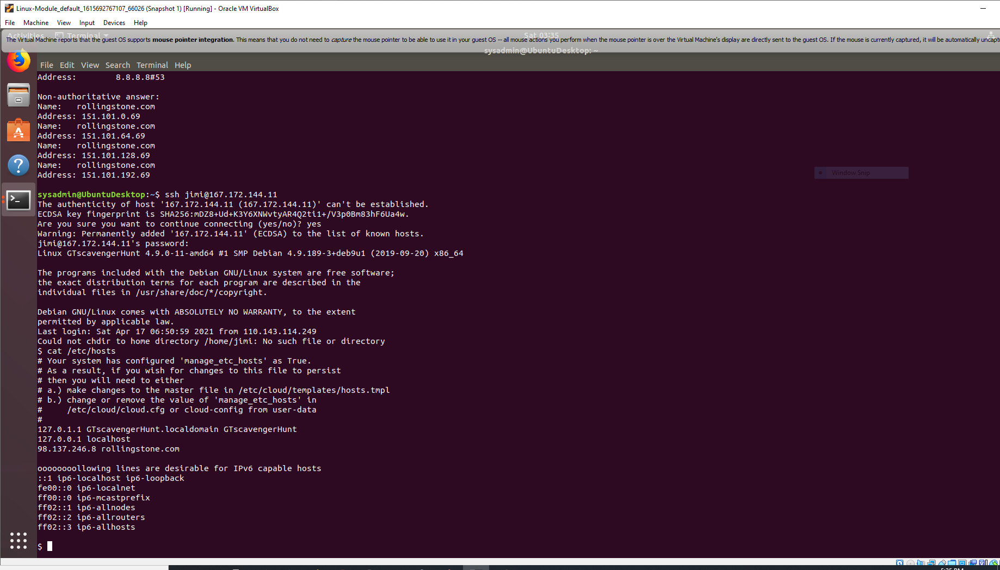 Linux-Module_default_1615692767107_66026 (Snapshot 1) [Running] - Oracle VM VirtualBox
File Machine View Input Devices Help
Activities Terminal Sat 03:35
The Virtual Machine reports that the guest OS supports mouse pointer integration. This means that you do not need to capture the mouse pointer to be able to use it in your guest OS -- all mouse actions you perform when the mouse pointer is over the Virtual Machine's display are directly sent to the guest OS. If the mouse is currently captured, it will be automatically uncapt
sysadmin@UbuntuDesktop: ~
File Edit View Search Terminal Help
Address: 8.8.8.8#53
Non-authoritative answer:
Name: rollingstone.com
Address: 151.101.0.69
Name: rollingstone.com
Address: 151.101.64.69
Name: rollingstone.com
Address: 151.101.128.69
Name: rollingstone.com
Address: 151.101.192.69
Window Snip
sysadmin@UbuntuDesktop:~$ ssh jimi@167.172.144.11
The authenticity of host '167.172.144.11 (167.172.144.11)' can't be established.
ECDSA key fingerprint is SHA256:mDZ8+Ud+K3Y6XNWvtyAR4Q2ti1+/V3p0Bm83hF6Ua4w.
Are you sure you want to continue connecting (yes/no)? yes
Warning: Permanently added '167.172.144.11' (ECDSA) to the list of known hosts.
jimi@167.172.144.11's password:
Linux GTscavengerHunt 4.9.0-11-amd64 #1 SMP Debian 4.9.189-3+deb9u1 (2019-09-20) x86_64
The programs included with the Debian GNU/Linux system are free software;
the exact distribution terms for each program are described in the
individual files in /usr/share/doc/*/copyright.
Debian GNU/Linux comes with ABSOLUTELY NO WARRANTY, to the extent
permitted by applicable law.
Last login: Sat Apr 17 06:50:59 2021 from 110.143.114.249
Could not chdir to home directory /home/jimi: No such file or directory
$ cat /etc/hosts
# Your system has configured 'manage_etc_hosts' as True.
# As a result, if you wish for changes to this file to persist
# then you will need to either
# a.) make changes to the master file in /etc/cloud/templates/hosts.tmpl
# b.) change or remove the value of 'manage_etc_hosts' in
# /etc/cloud/cloud.cfg or cloud-config from user-data
#
127.0.1.1 GTscavengerHunt.localdomain GTscavengerHunt
127.0.0.1 localhost
98.137.246.8 rollingstone.com
oooooooollowing lines are desirable for IPv6 capable hosts
::1 ip6-localhost ip6-loopback
fe00::0 ip6-localnet
ff00::0 ip6-mcastprefix
ff02::1 ip6-allnodes
ff02::2 ip6-allrouters
ff02::3 ip6-allhosts
$